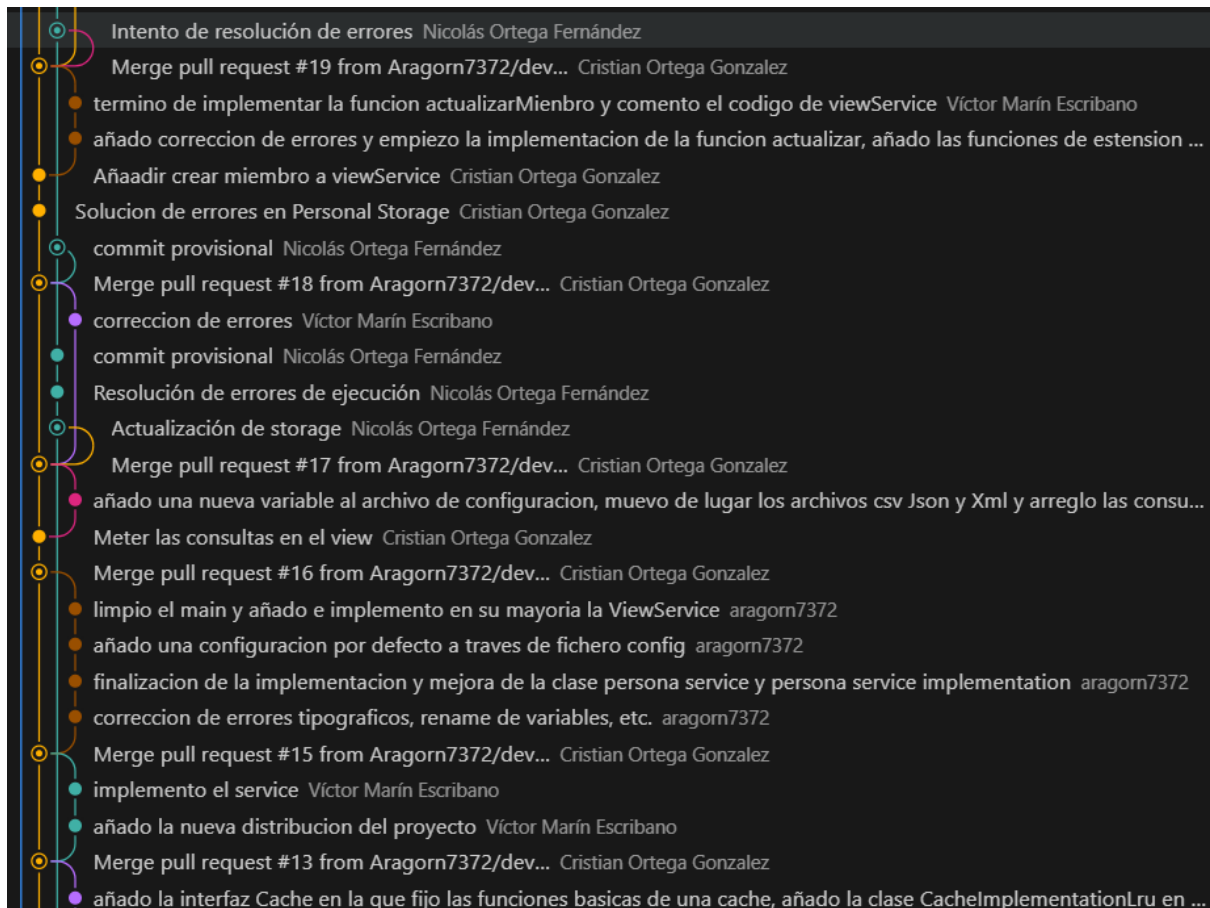 Intento de resolución de errores Nicolás Ortega Fernández
Merge pull request #19 from Aragorn7372/dev... Cristian Ortega Gonzalez
termino de implementar la funcion actualizarMienbro y comento el codigo de viewService Víctor Marín Escribano
añado correccion de errores y empiezo la implementacion de la funcion actualizar, añado las funciones de estension ...
Añaadir crear miembro a viewService Cristian Ortega Gonzalez
Solucion de errores en Personal Storage Cristian Ortega Gonzalez
commit provisional Nicolás Ortega Fernández
Merge pull request #18 from Aragorn7372/dev... Cristian Ortega Gonzalez
correccion de errores Víctor Marín Escribano
commit provisional Nicolás Ortega Fernández
Resolución de errores de ejecución Nicolás Ortega Fernández
Actualización de storage Nicolás Ortega Fernández
Merge pull request #17 from Aragorn7372/dev... Cristian Ortega Gonzalez
añado una nueva variable al archivo de configuracion, muevo de lugar los archivos csv Json y Xml y arreglo las consu...
Meter las consultas en el view Cristian Ortega Gonzalez
Merge pull request #16 from Aragorn7372/dev... Cristian Ortega Gonzalez
limpio el main y añado e implemento en su mayoria la ViewService aragorn7372
añado una configuracion por defecto a traves de fichero config aragorn7372
finalizacion de la implementacion y mejora de la clase persona service y persona service implementation aragorn7372
correccion de errores tipograficos, rename de variables, etc. aragorn7372
Merge pull request #15 from Aragorn7372/dev... Cristian Ortega Gonzalez
implemento el service Víctor Marín Escribano
añado la nueva distribucion del proyecto Víctor Marín Escribano
Merge pull request #13 from Aragorn7372/dev... Cristian Ortega Gonzalez
añado la interfaz Cache en la que fijo las funciones basicas de una cache, añado la clase CacheImplementationLru en ...